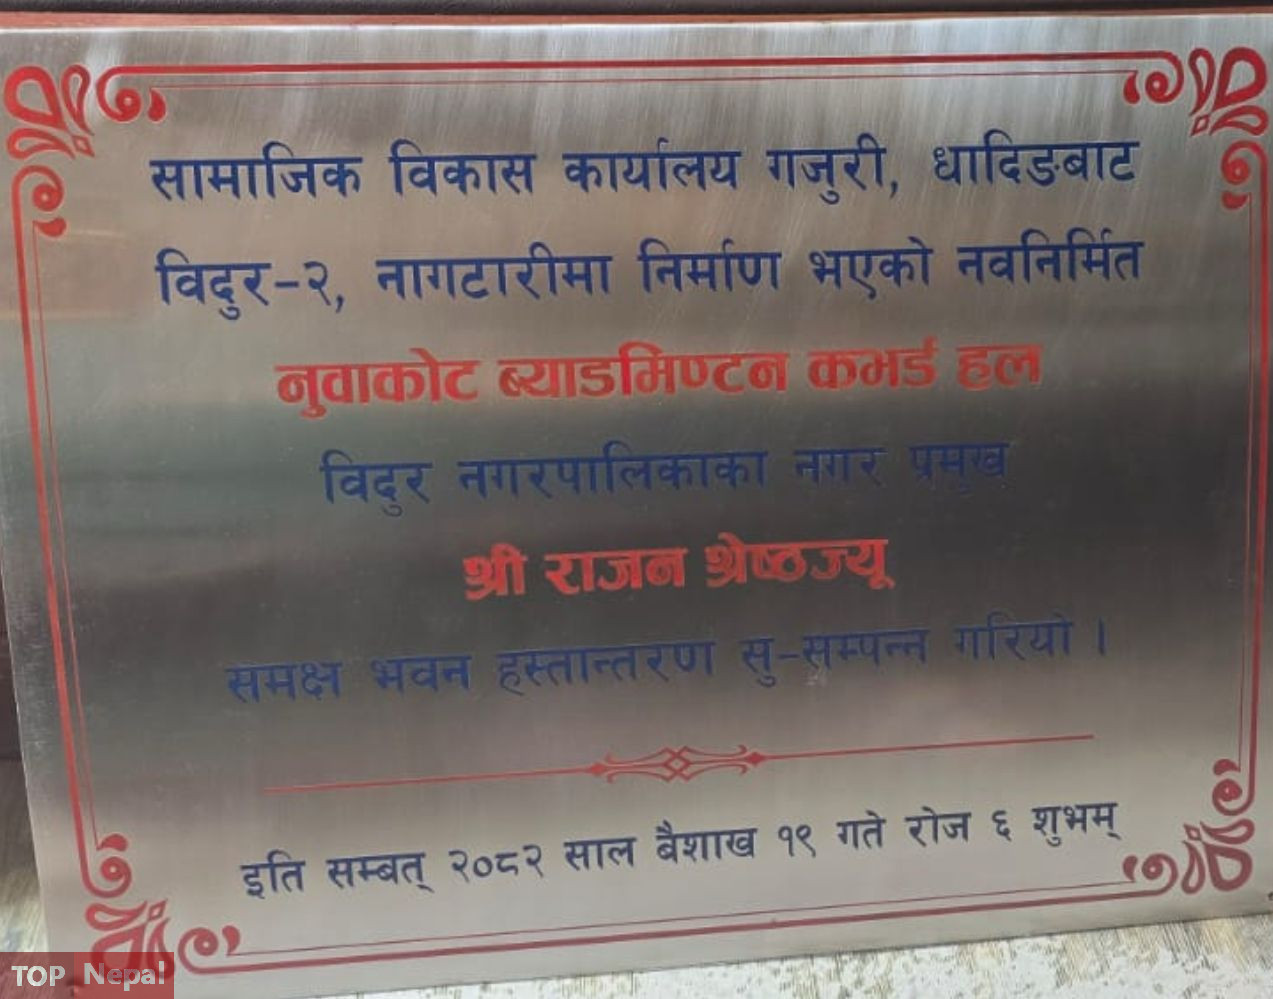 सामाजिक विकास कार्यालय गजुरी, धादिङबाट
विदुर-२, नागटारीमा निर्माण भएको नवनिर्मित
नुवाकोट ब्याडमिण्टन कभर्ड हल
विदुर नगरपालिकाका नगर प्रमुख
श्री राजन श्रेष्ठज्यू
समक्ष भवन हस्तान्तरण सु-सम्पन्न गरियो ।
इति सम्बत् २०८२ साल बैशाख १९ गते रोज ६ शुभम्
TOP Nepal